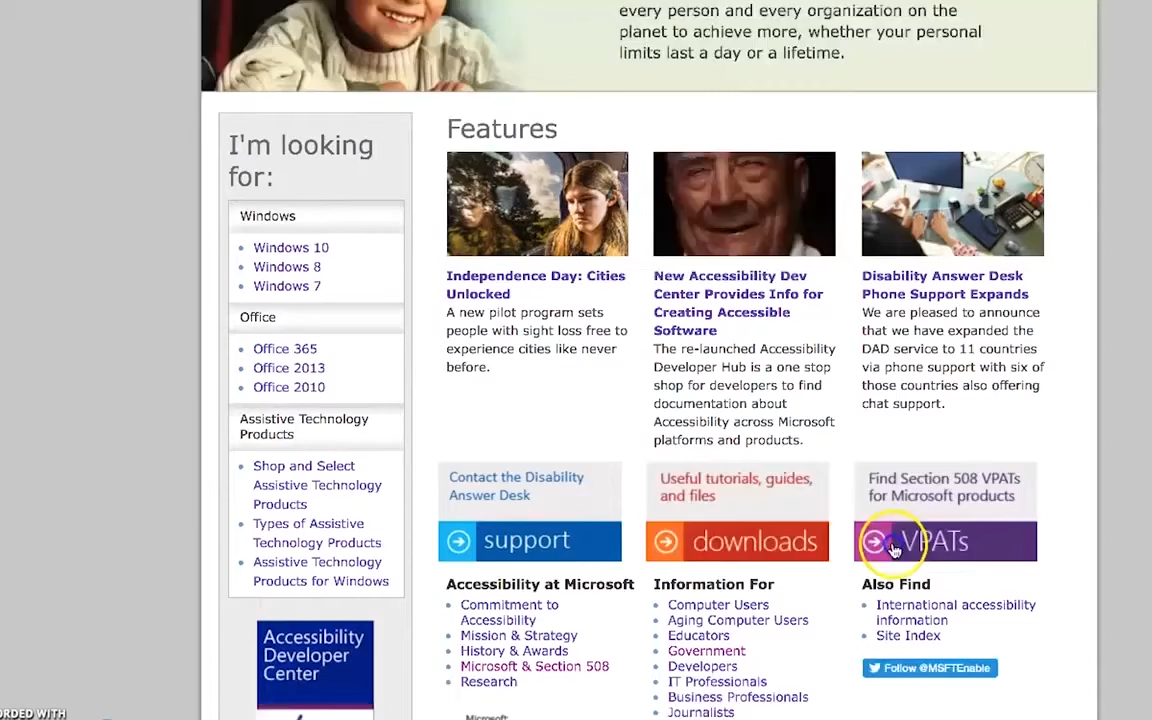 every person and every organization on the
planet to achieve more, whether your personal
limits last a day or a lifetime.
I'm looking
for:
Windows
Windows 10
Windows 8
Windows 7
Office
Office 365
Office 2013
Office 2010
Assistive Technology
Products
Shop and Select
Assistive Technology
Products
Types of Assistive
Technology Products
Assistive Technology
Products for Windows
Accessibility
Developer
Center
Features
Independence Day: Cities
Unlocked
A new pilot program sets
people with sight loss free to
experience cities like never
before.
New Accessibility Dev
Center Provides Info for
Creating Accessible
Software
The re-launched Accessibility
Developer Hub is a one stop
shop for developers to find
documentation about
Accessibility across Microsoft
platforms and products.
Disability Answer Desk
Phone Support Expands
We are pleased to announce
that we have expanded the
DAD service to 11 countries
via phone support with six of
those countries also offering
chat support.
Contact the Disability
Answer Desk
support
Useful tutorials, guides,
and files
downloads
Find Section 508 VPATs
for Microsoft products
VPATs
Accessibility at Microsoft
Commitment to
Accessibility
Mission & Strategy
History & Awards
Microsoft & Section 508
Research
Microsoft
Information For
Computer Users
Aging Computer Users
Educators
Government
Developers
IT Professionals
Business Professionals
Journalists
Also Find
International accessibility
information
Site Index
Follow @MSFTEnable
ORDED WITH